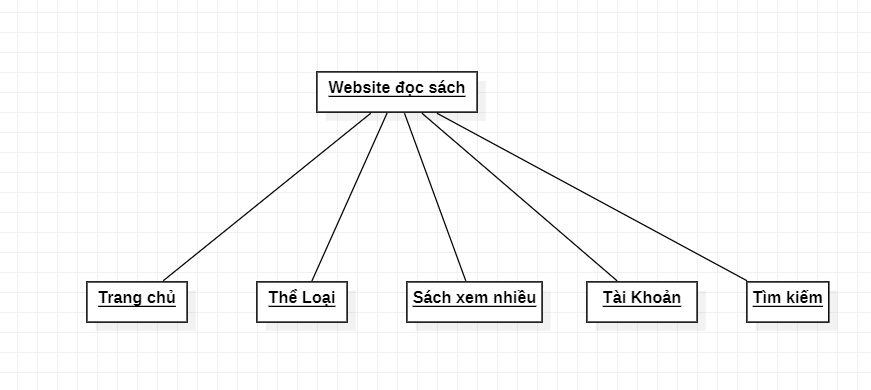 Website đọc sách
Trang chủ
Thể Loại
Sách xem nhiều
Tài Khoản
Tìm kiếm